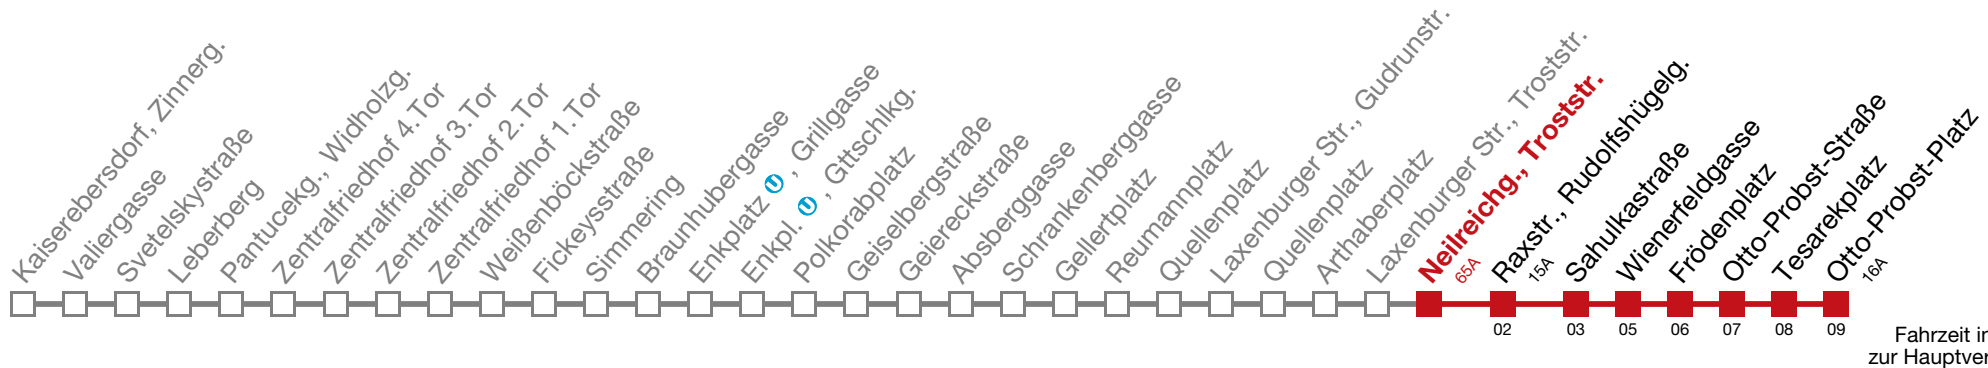 Kaiserebersdorf, Zinnerg.
Valiergasse
Svetelskystraße
Leberberg
Pantucekg., Widholzg.
Zentralfriedhof 4.Tor
Zentralfriedhof 3.Tor
Zentralfriedhof 2.Tor
Zentralfriedhof 1.Tor
Weißenböckstraße
Fickeysstraße
Simmering
Braunhubergasse
Enkplatz U , Grillgasse
Enkpl. U , Gttschlkg.
Polkorabplatz
Geiselbergstraße
Geiereckstraße
Absberggasse
Schrankenberggasse
Gellertplatz
Reumannplatz
Quellenplatz
Laxenburger Str., Gudrunstr.
Quellenplatz
Arthaberplatz
Laxenburger Str., Troststr.
Neilreichg., Troststr.
65A
Raxstr., Rudolfshügelg.
15A
Sahulkastraße
Wienerfeldgasse
Frödenplatz
Otto-Probst-Straße
Tesarekplatz
Otto-Probst-Platz
16A
02 03 05 06 07 08 09
Fahrzeit in
zur Hauptver